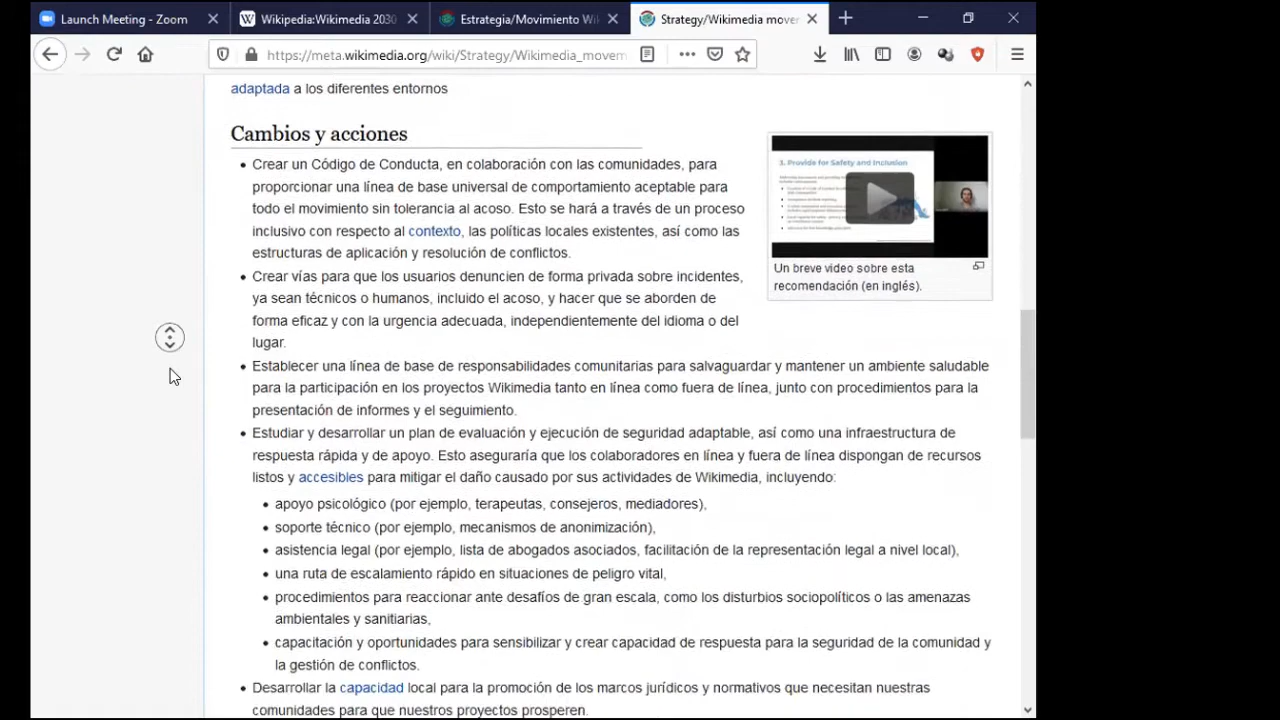 Launch Meeting - Zoom
Wikipedia:Wikimedia 2030
Estrategia/Movimiento Wi
Strategy/Wikimedia mover
https://meta.wikimedia.org/wiki/Strategy/Wikimedia_movem
adaptada a los diferentes entornos
Cambios y acciones
• Crear un Código de Conducta, en colaboración con las comunidades, para
proporcionar una línea de base universal de comportamiento aceptable para
todo el movimiento sin tolerancia al acoso. Esto se hará a través de un proceso
inclusivo con respecto al contexto, las políticas locales existentes, así como las
estructuras de aplicación y resolución de conflictos.
• Crear vías para que los usuarios denuncien de forma privada sobre incidentes,
ya sean técnicos o humanos, incluido el acoso, y hacer que se aborden de
forma eficaz y con la urgencia adecuada, independientemente del idioma o del
lugar.
3. Provide for Safety and Inclusion
Un breve video sobre esta
recomendación (en inglés).
• Establecer una línea de base de responsabilidades comunitarias para salvaguardar y mantener un ambiente saludable
para la participación en los proyectos Wikimedia tanto en línea como fuera de línea, junto con procedimientos para la
presentación de informes y el seguimiento.
• Estudiar y desarrollar un plan de evaluación y ejecución de seguridad adaptable, así como una infraestructura de
respuesta rápida y de apoyo. Esto aseguraría que los colaboradores en línea y fuera de línea dispongan de recursos
listos y accesibles para mitigar el daño causado por sus actividades de Wikimedia, incluyendo:
• apoyo psicológico (por ejemplo, terapeutas, consejeros, mediadores),
• soporte técnico (por ejemplo, mecanismos de anonimización),
• asistencia legal (por ejemplo, lista de abogados asociados, facilitación de la representación legal a nivel local),
• una ruta de escalamiento rápido en situaciones de peligro vital,
• procedimientos para reaccionar ante desafíos de gran escala, como los disturbios sociopolíticos o las amenazas
ambientales y sanitarias,
• capacitación y oportunidades para sensibilizar y crear capacidad de respuesta para la seguridad de la comunidad y
la gestión de conflictos.
• Desarrollar la capacidad local para la promoción de los marcos jurídicos y normativos que necesitan nuestras
comunidades para que nuestros proyectos prosperen.